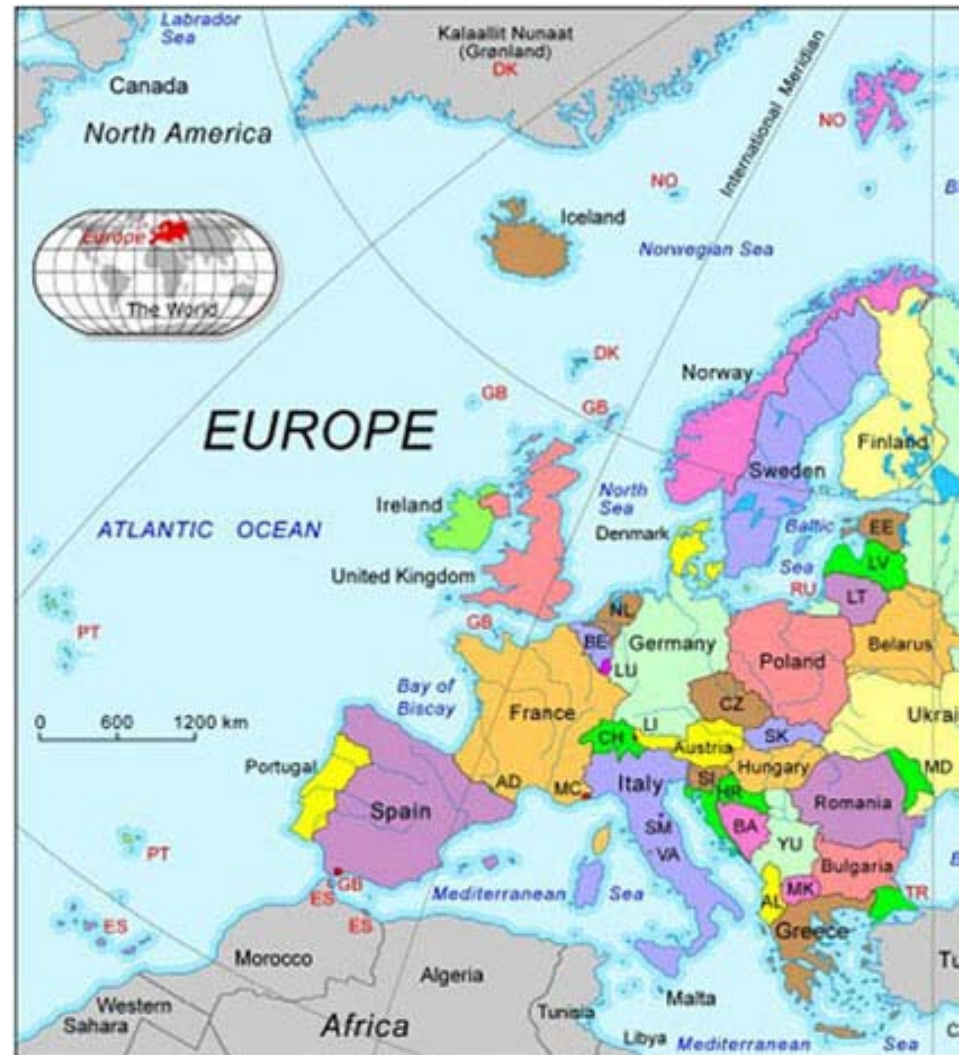 Labrador
Sea
Kalaallit Nunaat
(Grønland)
DK
Canada
North America
International Meridian
NO
NO
Iceland
Norwegian Sea
Europe
The World
DK
GB
GB
Norway
EUROPE
Finland
Sweden
Ireland
North
Sea
ATLANTIC OCEAN
Denmark
Baltic
Sea
EE
LV
United Kingdom
RU
LT
GB
NL
BE
Germany
Belarus
PT
LU
Poland
Bay of
Biscay
0 600 1200 km
France
CZ
Ukrai
LI
CH
Austria
SK
Portugal
AD
MC
Italy
SI
Hungary
HR
MD
Spain
SM
BA
Romania
VA
YU
PT
Bulgaria
GB
ES
Mediterranean Sea
MK
AL
TR
ES
ES
Greece
Morocco
Algeria
Tu
Western
Sahara
Africa
Tunisia
Malta
Libya
Mediterranean Sea
C